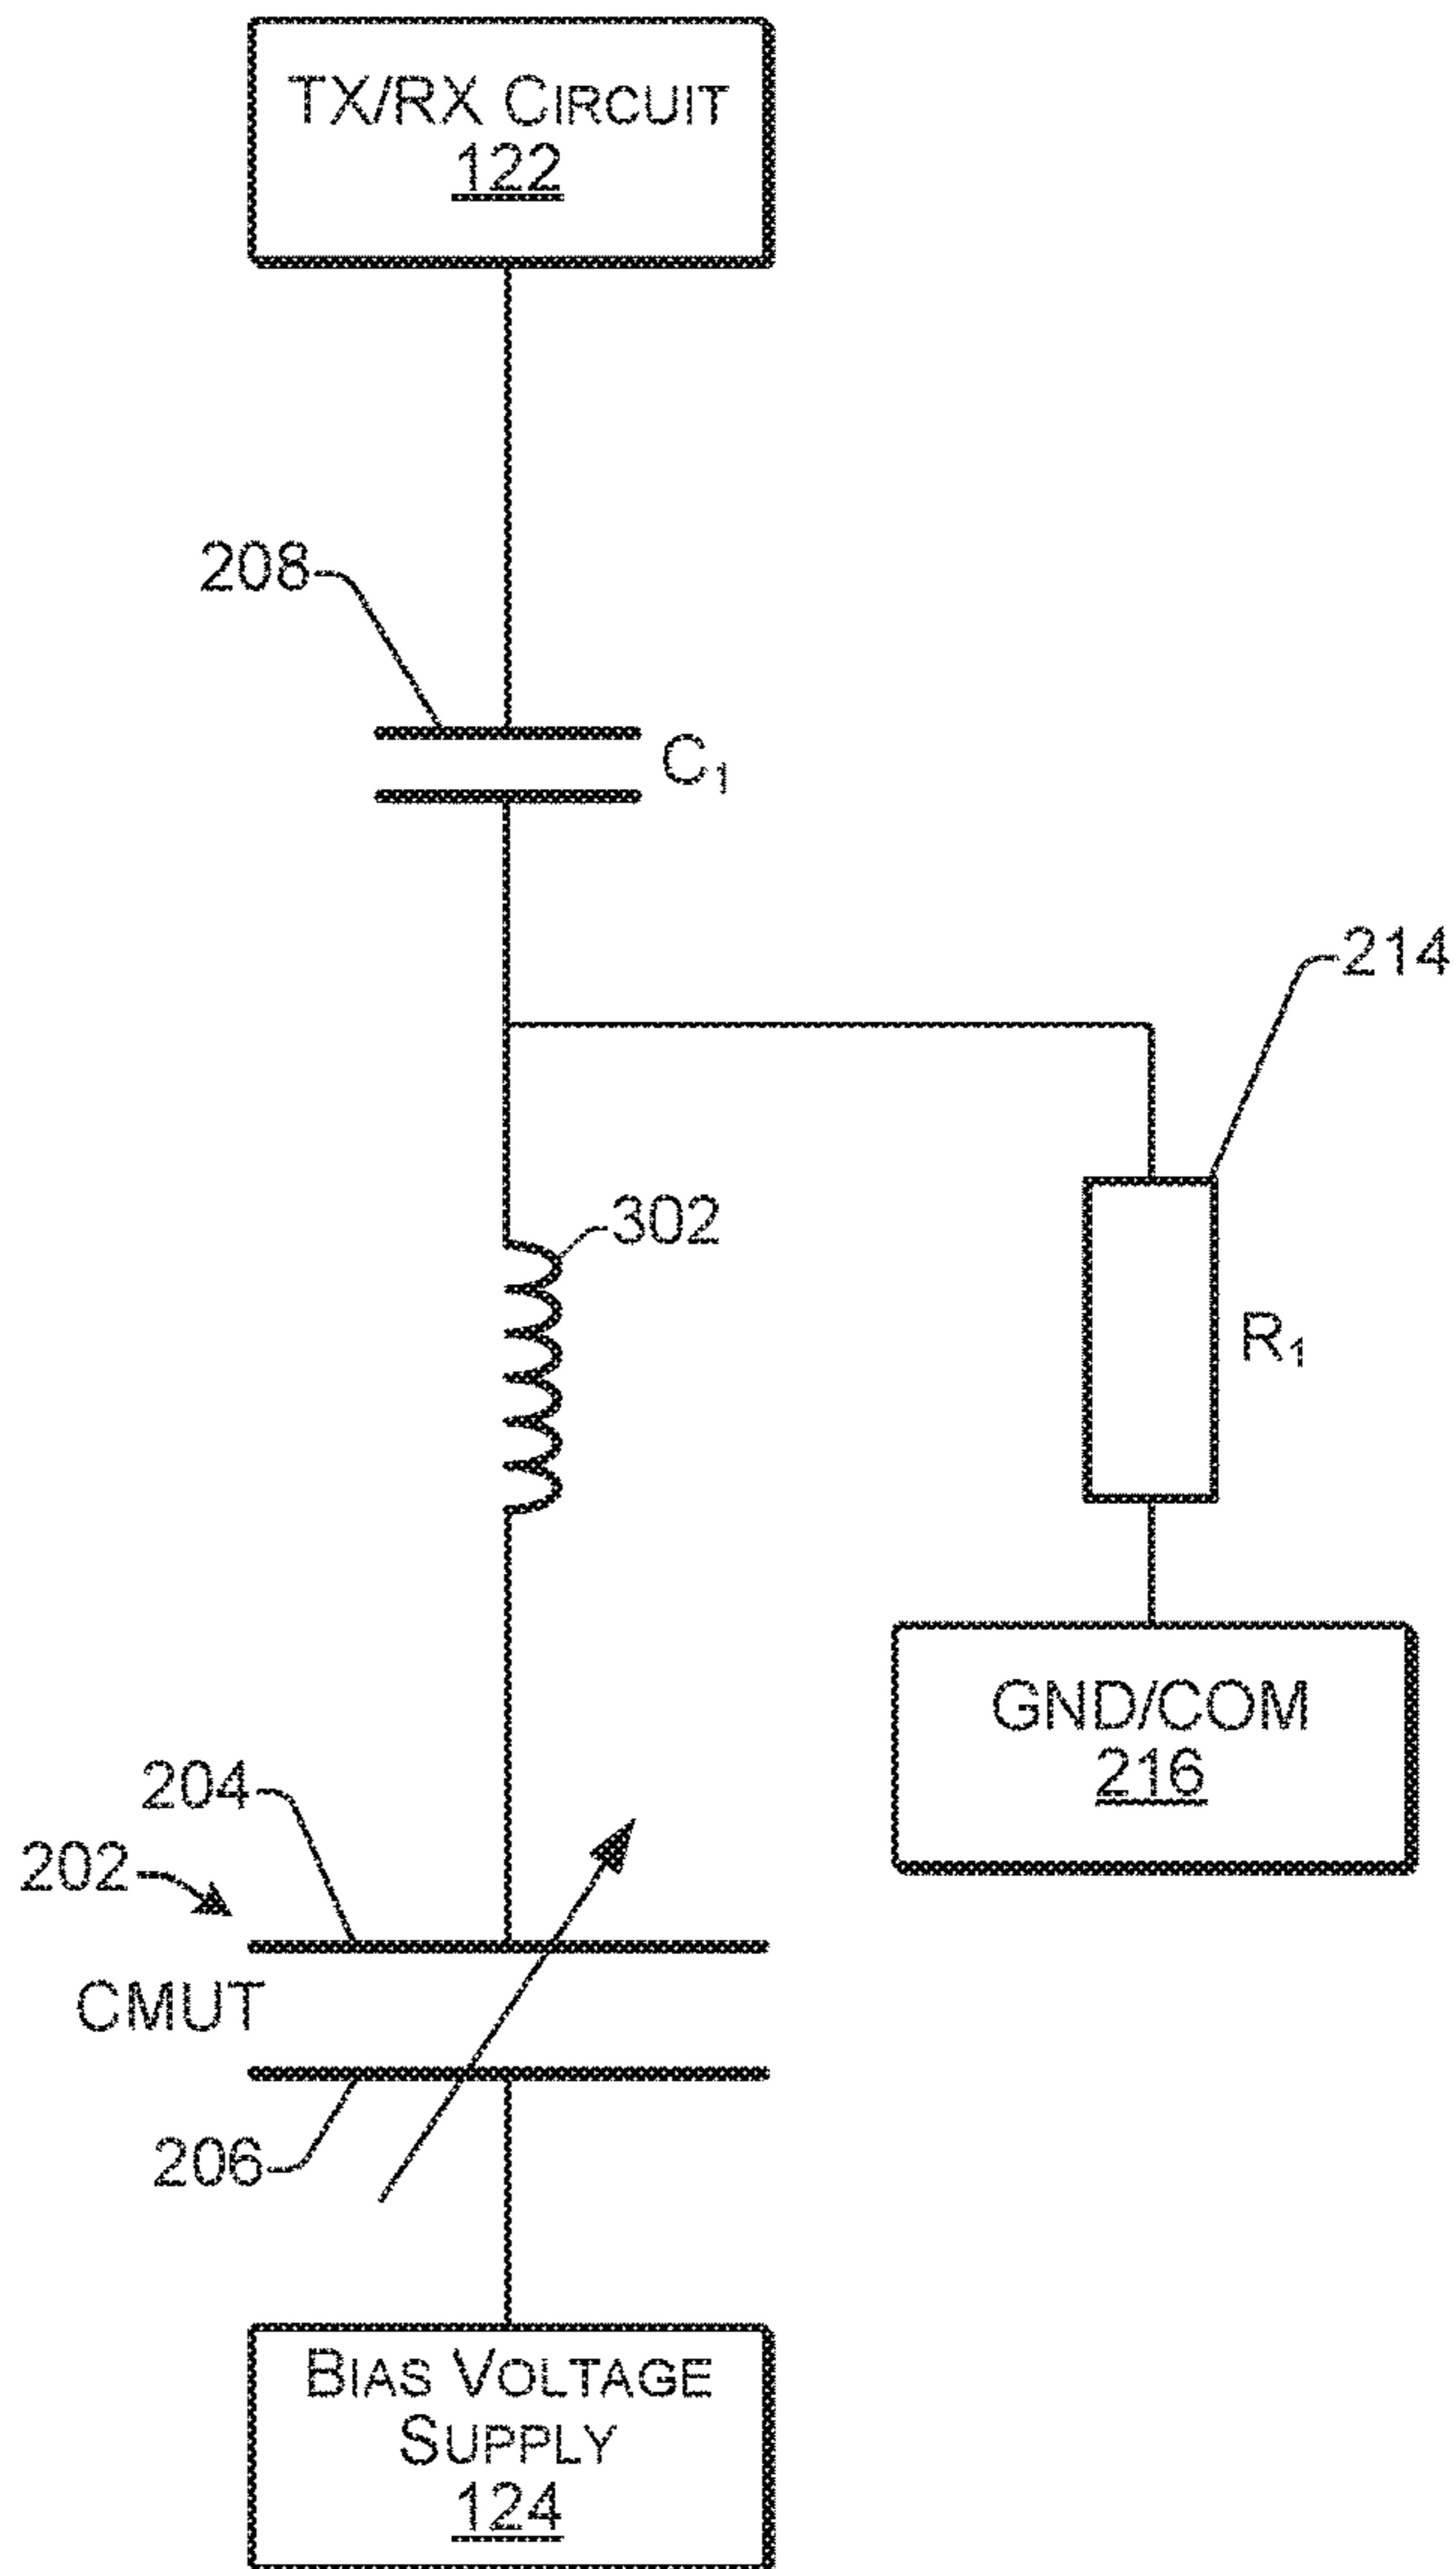 TX/RX CIRCUIT
122
208
C₁
214
302
R₁
GND/COM
216
204
202
CMUT
206
BIAS VOLTAGE
SUPPLY
124